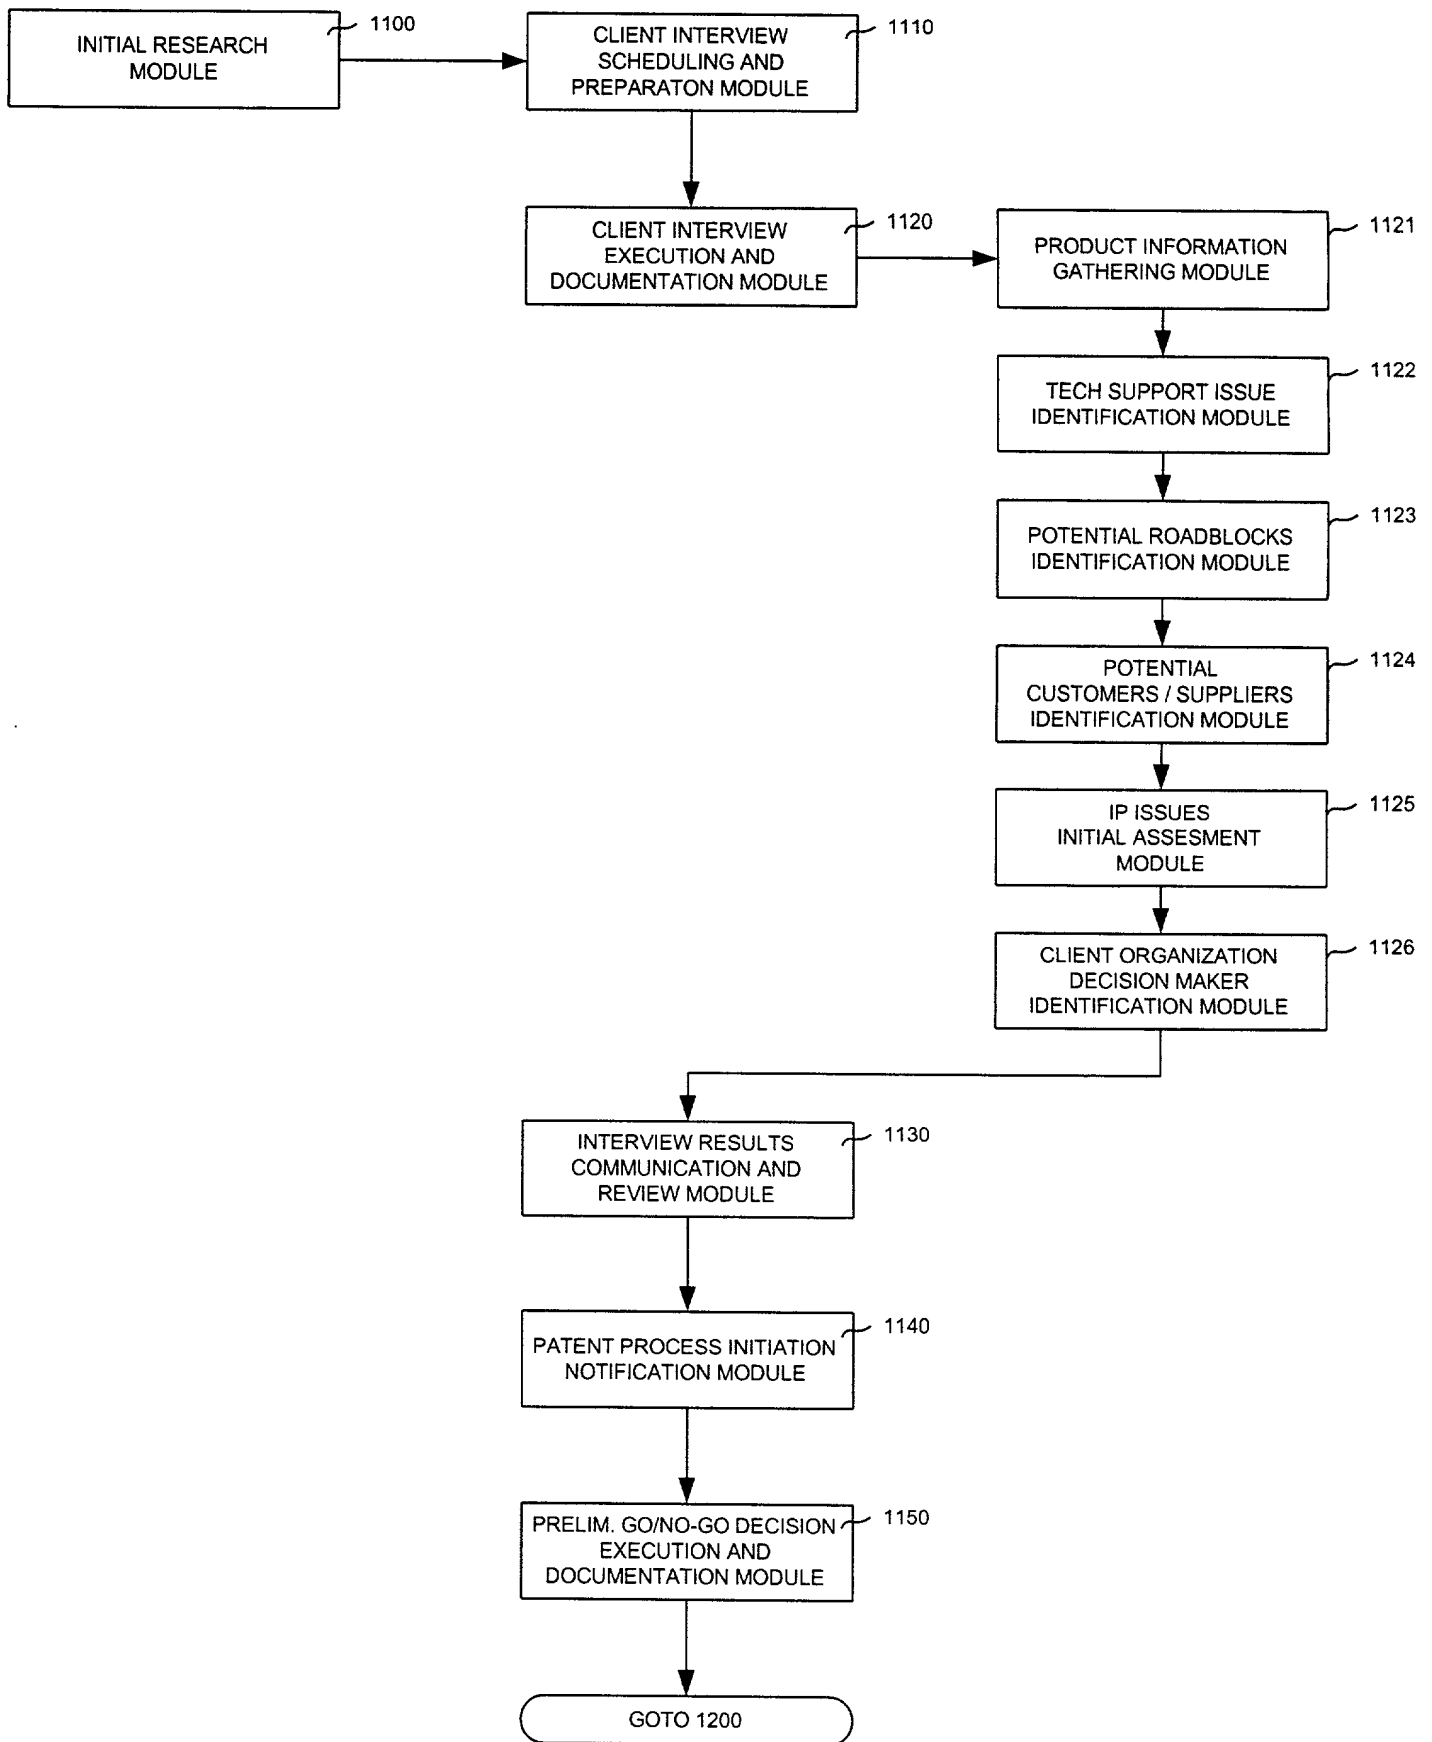 INITIAL RESEARCH
MODULE
1100
CLIENT INTERVIEW
SCHEDULING AND
PREPARATON MODULE
1110
CLIENT INTERVIEW
EXECUTION AND
DOCUMENTATION MODULE
1120
PRODUCT INFORMATION
GATHERING MODULE
1121
TECH SUPPORT ISSUE
IDENTIFICATION MODULE
1122
POTENTIAL ROADBLOCKS
IDENTIFICATION MODULE
1123
POTENTIAL
CUSTOMERS / SUPPLIERS
IDENTIFICATION MODULE
1124
IP ISSUES
INITIAL ASSESMENT
MODULE
1125
CLIENT ORGANIZATION
DECISION MAKER
IDENTIFICATION MODULE
1126
INTERVIEW RESULTS
COMMUNICATION AND
REVIEW MODULE
1130
PATENT PROCESS INITIATION
NOTIFICATION MODULE
1140
PRELIM. GO/NO-GO DECISION
EXECUTION AND
DOCUMENTATION MODULE
1150
GOTO 1200